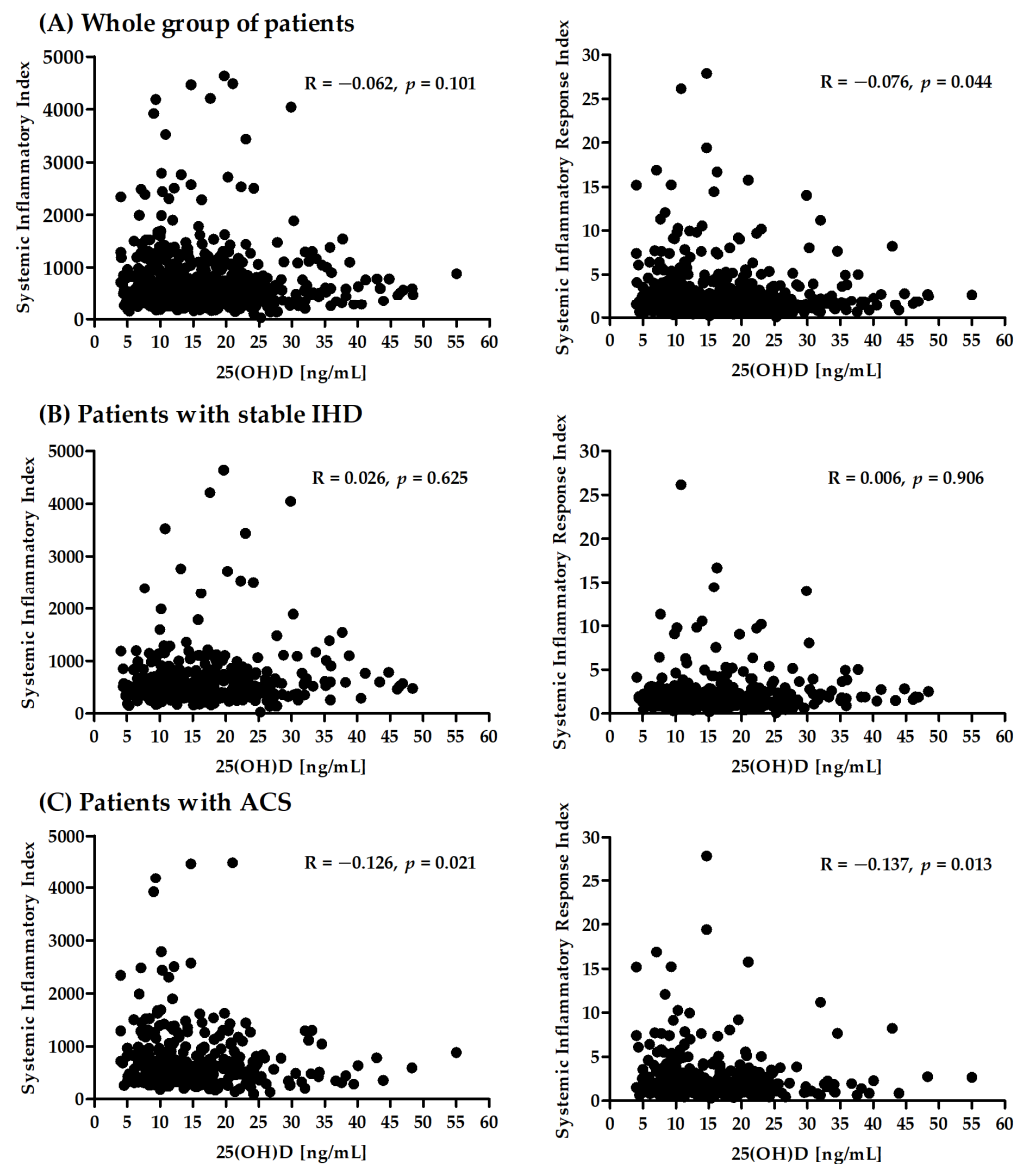 (A) Whole group of patients
Systemic Inflammatory Index
5000
4000
3000
2000
1000
0
R = −0.062, p = 0.101
0 5 10 15 20 25 30 35 40 45 50 55 60
25(OH)D [ng/mL]
Systemic Inflammatory Response Index
30
25
20
15
10
5
0
R = −0.076, p = 0.044
0 5 10 15 20 25 30 35 40 45 50 55 60
25(OH)D [ng/mL]
(B) Patients with stable IHD
Systemic Inflammatory Index
5000
4000
3000
2000
1000
0
R = 0.026, p = 0.625
0 5 10 15 20 25 30 35 40 45 50 55 60
25(OH)D [ng/mL]
Systemic Inflammatory Response Index
30
25
20
15
10
5
0
R = 0.006, p = 0.906
0 5 10 15 20 25 30 35 40 45 50 55 60
25(OH)D [ng/mL]
(C) Patients with ACS
Systemic Inflammatory Index
5000
4000
3000
2000
1000
0
R = −0.126, p = 0.021
0 5 10 15 20 25 30 35 40 45 50 55 60
25(OH)D [ng/mL]
Systemic Inflammatory Response Index
30
25
20
15
10
5
0
R = −0.137, p = 0.013
0 5 10 15 20 25 30 35 40 45 50 55 60
25(OH)D [ng/mL]